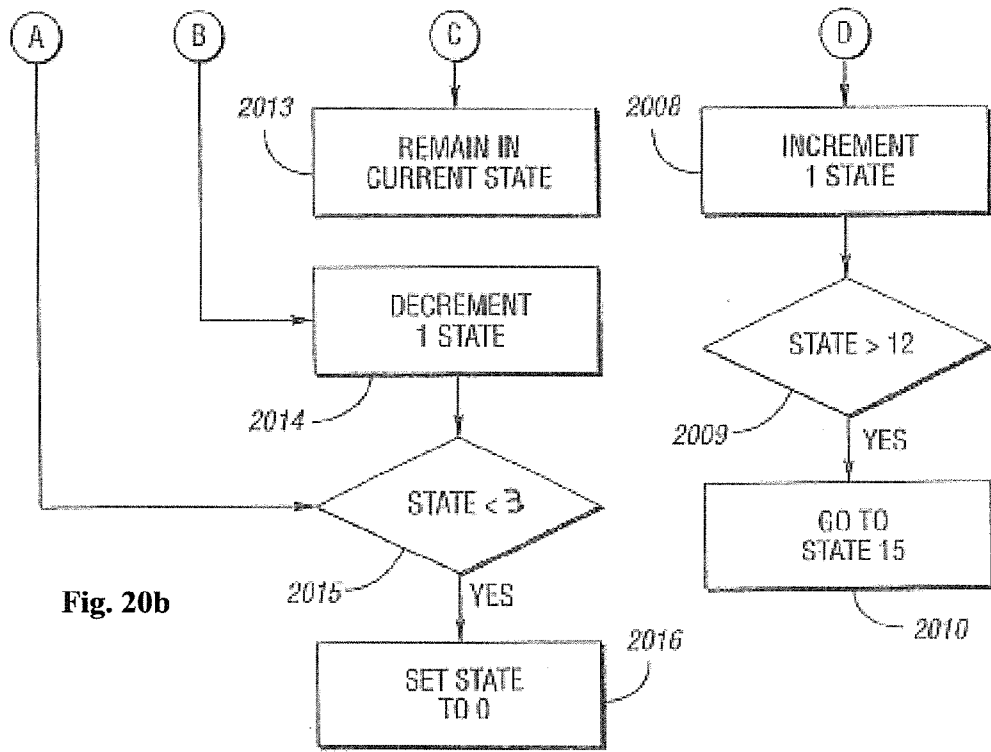 A
B
C
D
2013
REMAIN IN
CURRENT STATE
2008
INCREMENT
1 STATE
DECREMENT
1 STATE
2014
STATE > 12
2009
YES
STATE < 3
2015
YES
GO TO
STATE 15
2010
Fig. 20b
SET STATE
TO 0
2016